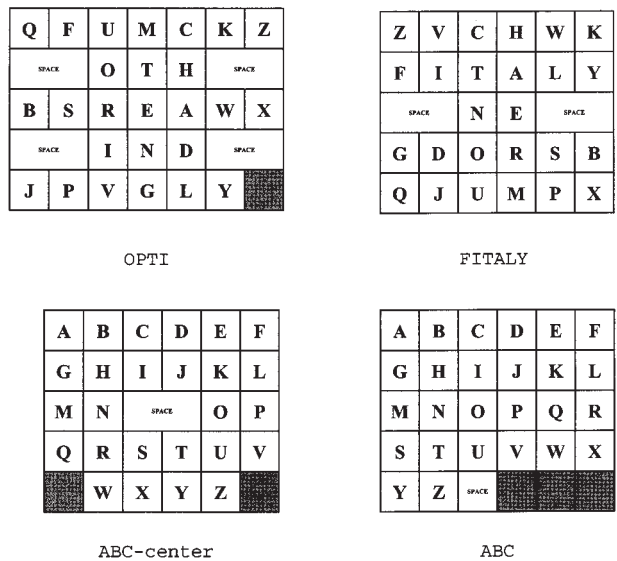 Q F U M C K Z
SPACE O T H SPACE
B S R E A W X
SPACE I N D SPACE
J P V G L Y
OPTI
Z V C H W K
F I T A L Y
SPACE N E SPACE
G D O R S B
Q J U M P X
FITALY
A B C D E F
G H I J K L
M N SPACE O P
Q R S T U V
W X Y Z
ABC-center
A B C D E F
G H I J K L
M N O P Q R
S T U V W X
Y Z SPACE
ABC